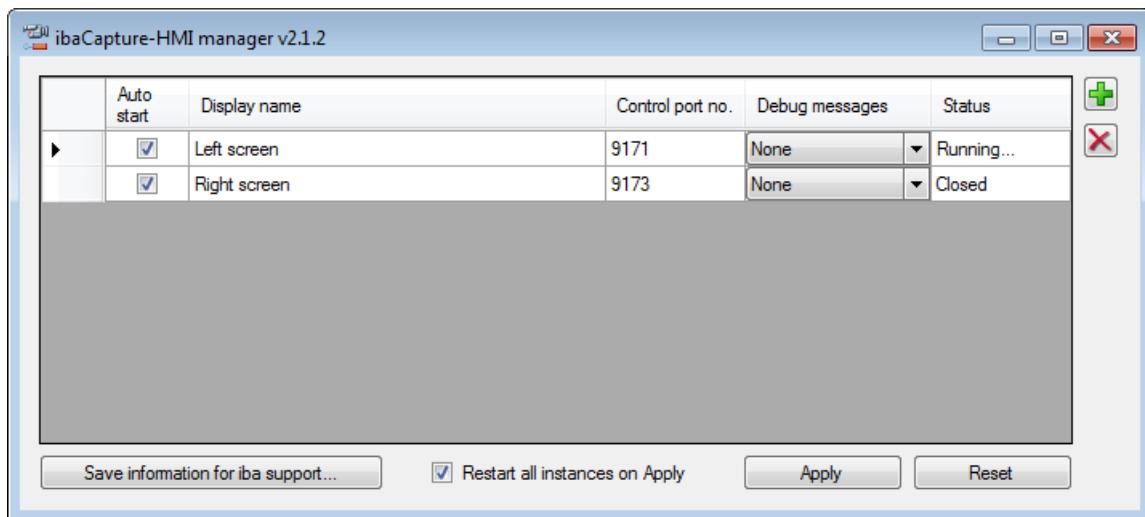 ibaCapture-HMI manager v2.1.2
Auto start Display name Control port no. Debug messages Status
Left screen 9171 None Running...
Right screen 9173 None Closed
Save information for iba support... Restart all instances on Apply Apply Reset